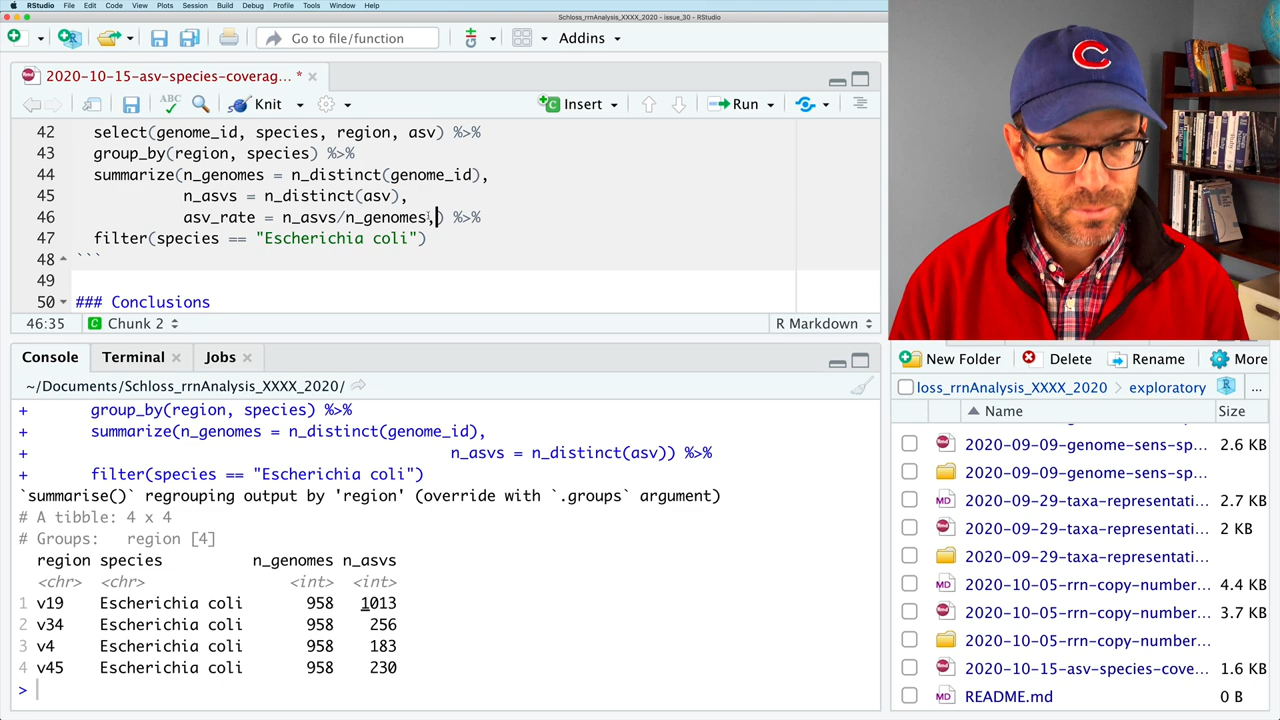 RStudio File Edit Code View Plots Session Build Debug Profile Tools Window Help
Schloss_rrnAnalysis_XXXX_2020 - issue_30 - RStudio
Go to file/function Addins
2020-10-15-asv-species-coverag... *
ABC Knit Insert Run
42 select(genome_id, species, region, asv) %>%
43 group_by(region, species) %>%
44 summarize(n_genomes = n_distinct(genome_id),
45 n_asvs = n_distinct(asv),
46 asv_rate = n_asvs/n_genomes,) %>%
47 filter(species == "Escherichia coli")
48 ```
49
50 ### Conclusions
46:35 Chunk 2 R Markdown
Console Terminal Jobs
~/Documents/Schloss_rrnAnalysis_XXXX_2020/
+ group_by(region, species) %>%
+ summarize(n_genomes = n_distinct(genome_id),
+ n_asvs = n_distinct(asv)) %>%
+ filter(species == "Escherichia coli")
`summarise()` regrouping output by 'region' (override with `.groups` argument)
# A tibble: 4 x 4
# Groups: region [4]
region species n_genomes n_asvs
<chr> <chr> <int> <int>
1 v19 Escherichia coli 958 1013
2 v34 Escherichia coli 958 256
3 v4 Escherichia coli 958 183
4 v45 Escherichia coli 958 230
>
C
New Folder Delete Rename More
loss_rrnAnalysis_XXXX_2020 > exploratory ...
Name Size
2020-09-09-genome-sens-sp... 2.6 KB
2020-09-09-genome-sens-sp...
2020-09-29-taxa-representati... 2.7 KB
2020-09-29-taxa-representati... 2 KB
2020-09-29-taxa-representati...
2020-10-05-rrn-copy-number... 4.4 KB
2020-10-05-rrn-copy-number... 3.7 KB
2020-10-05-rrn-copy-number...
2020-10-15-asv-species-cove... 1.6 KB
README.md 0 B